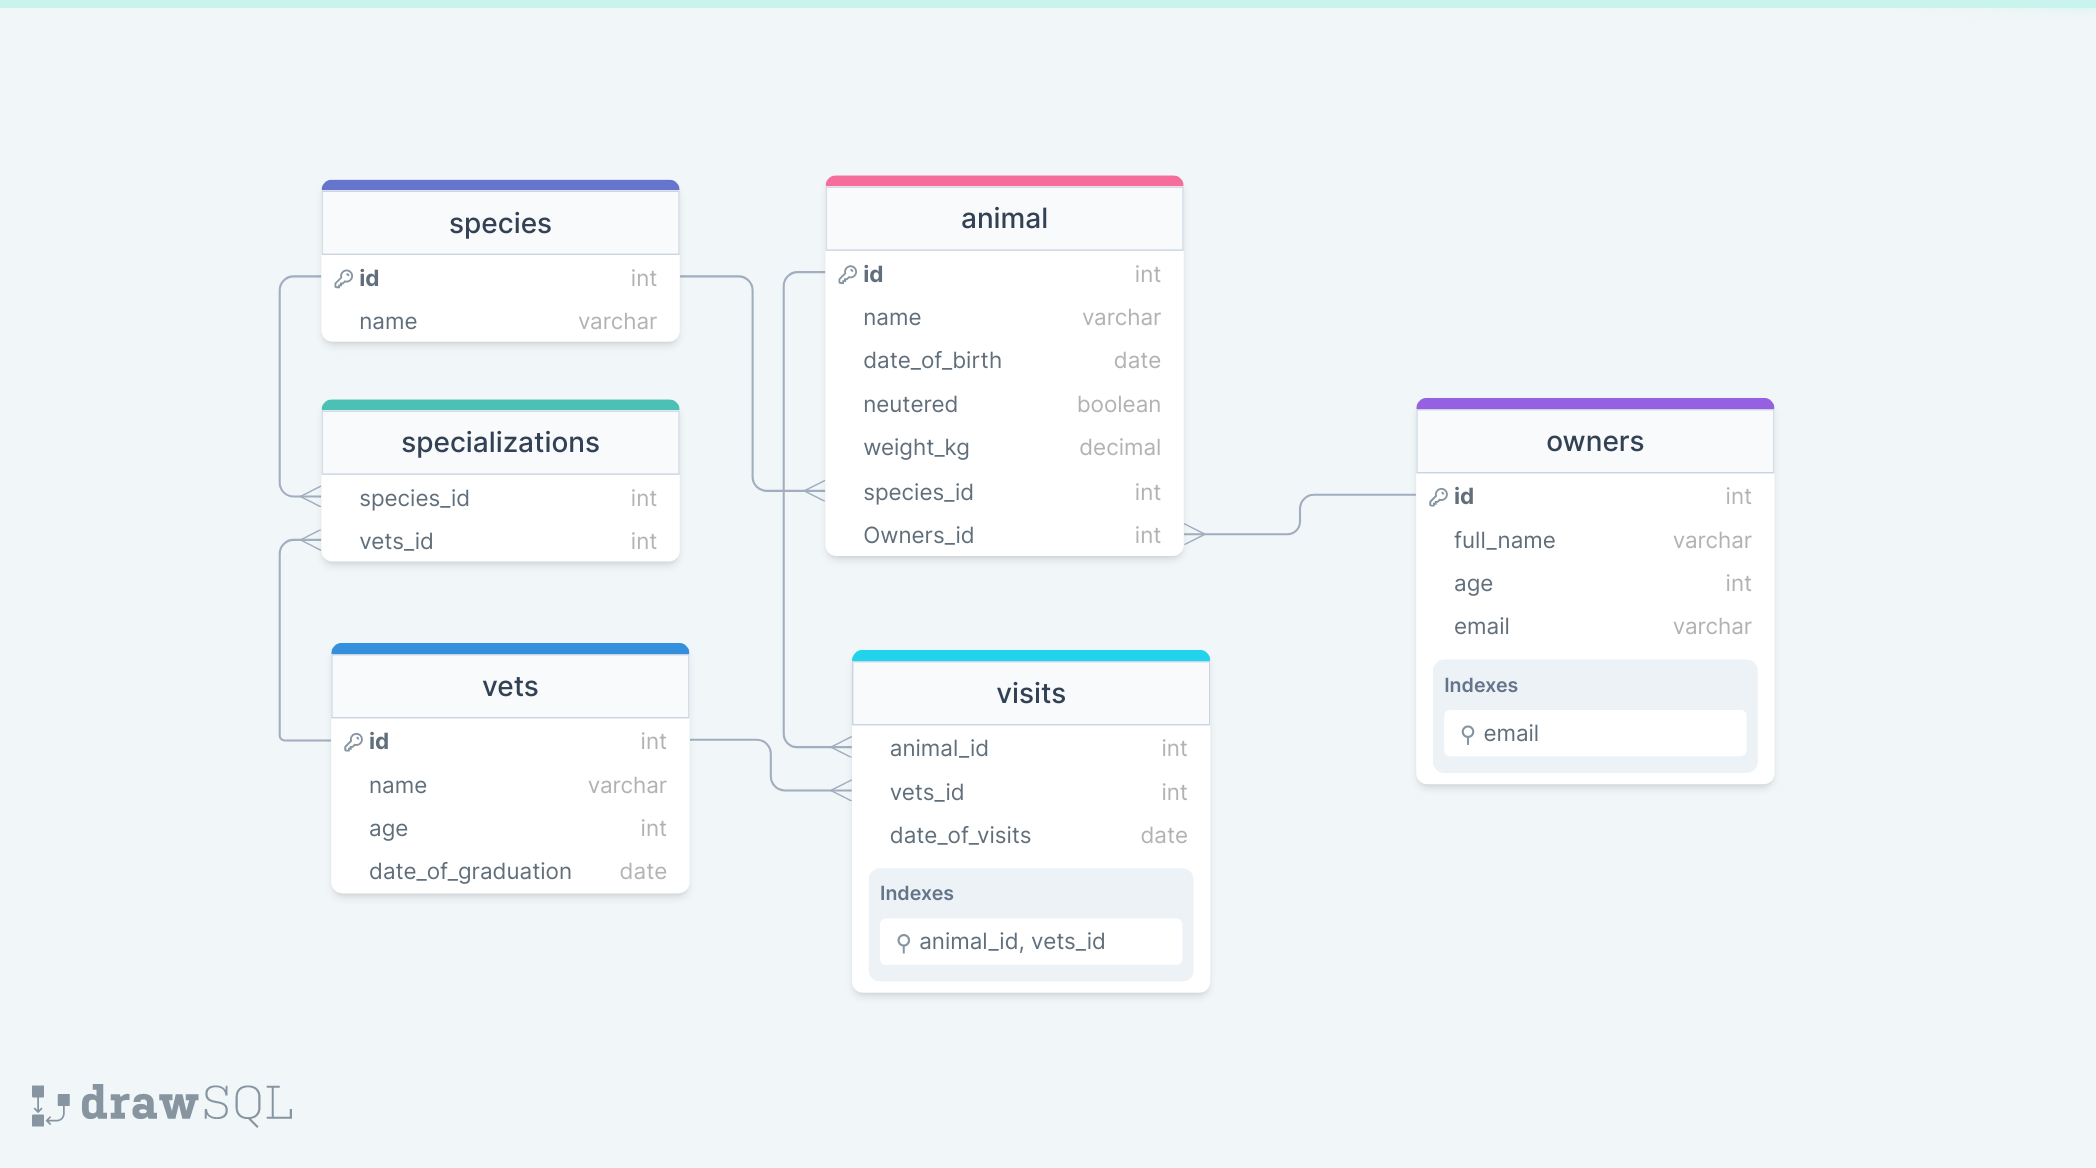 species
id int
name varchar
specializations
species_id int
vets_id int
vets
id int
name varchar
age int
date_of_graduation date
animal
id int
name varchar
date_of_birth date
neutered boolean
weight_kg decimal
species_id int
Owners_id int
visits
animal_id int
vets_id int
date_of_visits date
Indexes
animal_id, vets_id
owners
id int
full_name varchar
age int
email varchar
Indexes
email
drawSQL